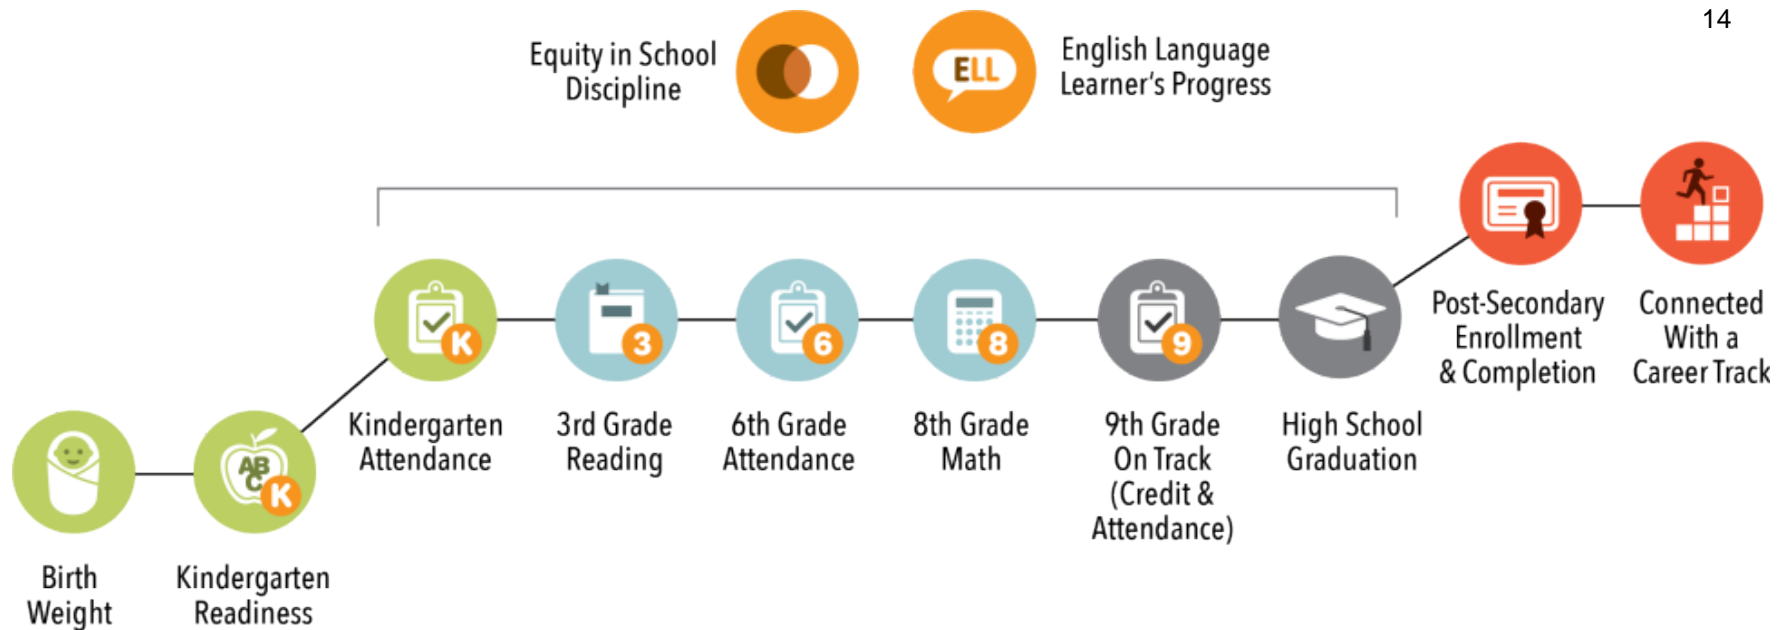 14
Equity in School
Discipline
ELL
English Language
Learner's Progress
Post-Secondary
Enrollment
& Completion
Connected
With a
Career Track
K
3
6
8
9
Kindergarten
Attendance
3rd Grade
Reading
6th Grade
Attendance
8th Grade
Math
9th Grade
On Track
(Credit &
Attendance)
High School
Graduation
AB
C
K
Birth
Weight
Kindergarten
Readiness